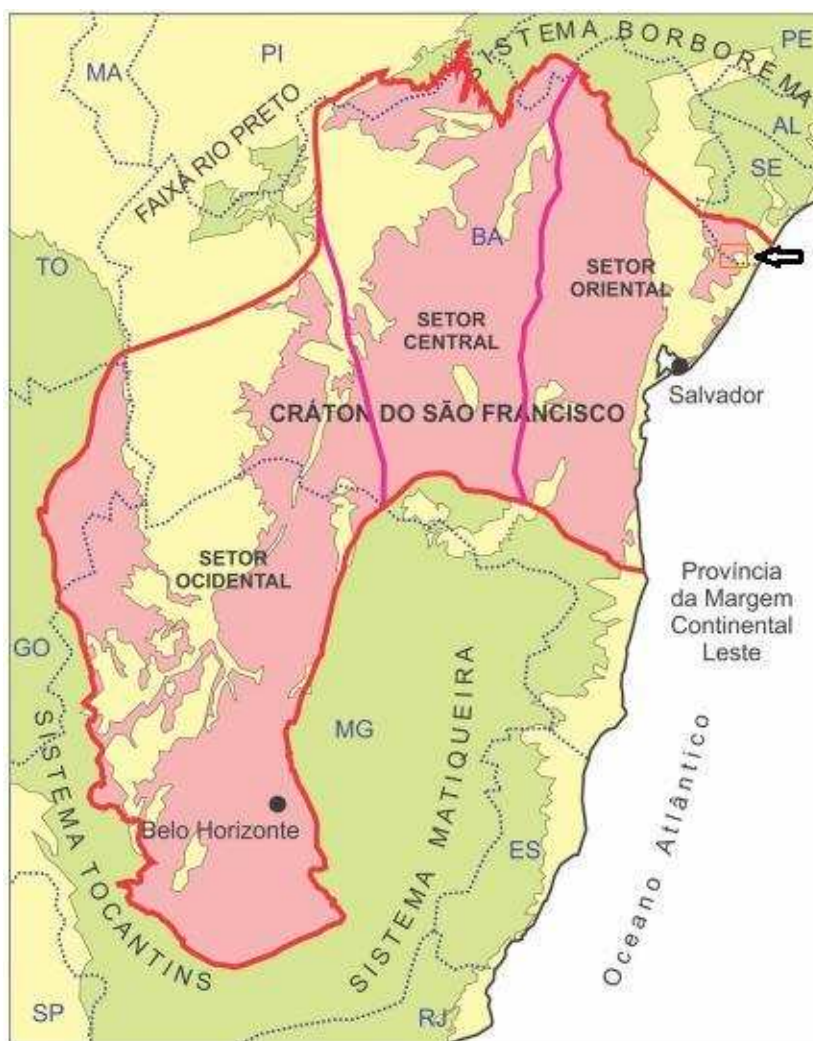 PI
SISTEMA BORBOREMA
PE
MA
AL
FAIXA RIO PRETO
SE
BA
TO
SETOR
ORIENTAL
SETOR
CENTRAL
Salvador
CRÁTON DO SÃO FRANCISCO
SETOR
OCIDENTAL
Província
da Margem
Continental
Leste
GO
SISTEMA TOCANTINS
MG
SISTEMA MATIQUEIRA
Oceano Atlântico
Belo Horizonte
ES
SP
RJ